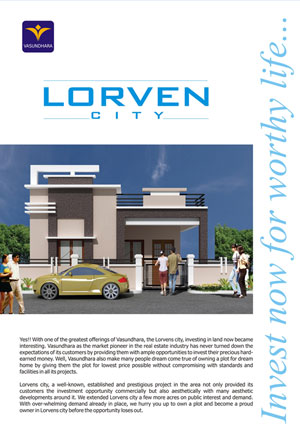 VASUNDHARA
LORVEN
CITY
Invest now for worthy life...
Yes!! With one of the greatest offerings of Vasundhara, the Lorvens city, investing in land now became
interesting. Vasundhara as the market pioneer in the real estate industry has never turned down the
expectations of its customers by providing them with ample opportunities to invest their precious hard-
earned money. Well, Vasundhara also make many people dream come true of owning a plot for dream
home by giving them the plot for lowest price possible without compromising with standards and
facilities in all its projects.
Lorvens city, a well-known, established and prestigious project in the area not only provided its
customers the investment opportunity commercially but also aesthetically with many aesthetic
developments around it. We extended Lorvens city a few more acres on public interest and demand.
With over-whelming demand already in place, we hurry you up to own a plot and become a proud
owner in Lorvens city before the opportunity loses out.